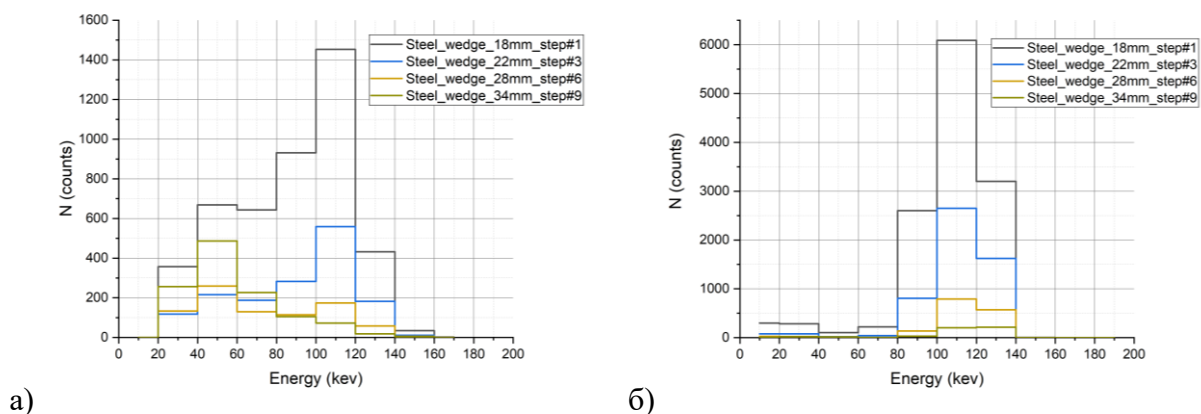 1600
1400
1200
1000
800
600
400
200
0
N (counts)
Steel_wedge_18mm_step#1
Steel_wedge_22mm_step#3
Steel_wedge_28mm_step#6
Steel_wedge_34mm_step#9
0 20 40 60 80 100 120 140 160 180 200
Energy (kev)
а)
6000
5000
4000
3000
2000
1000
0
N (counts)
Steel_wedge_18mm_step#1
Steel_wedge_22mm_step#3
Steel_wedge_28mm_step#6
Steel_wedge_34mm_step#9
0 20 40 60 80 100 120 140 160 180 200
Energy (kev)
б)